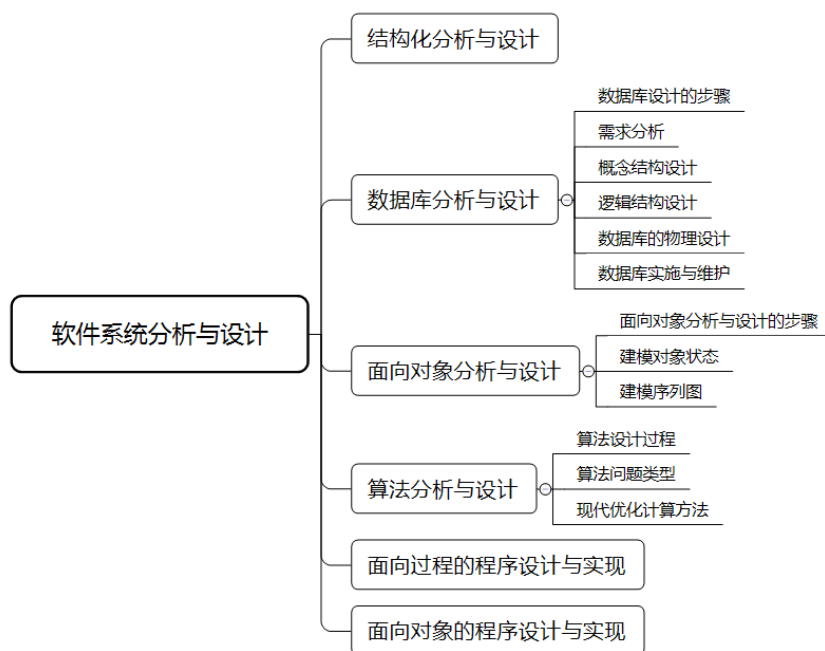 软件系统分析与设计
结构化分析与设计
数据库分析与设计
数据库设计的步骤
需求分析
概念结构设计
逻辑结构设计
数据库的物理设计
数据库实施与维护
面向对象分析与设计
面向对象分析与设计的步骤
建模对象状态
建模序列图
算法分析与设计
算法设计过程
算法问题类型
现代优化计算方法
面向过程的程序设计与实现
面向对象的程序设计与实现